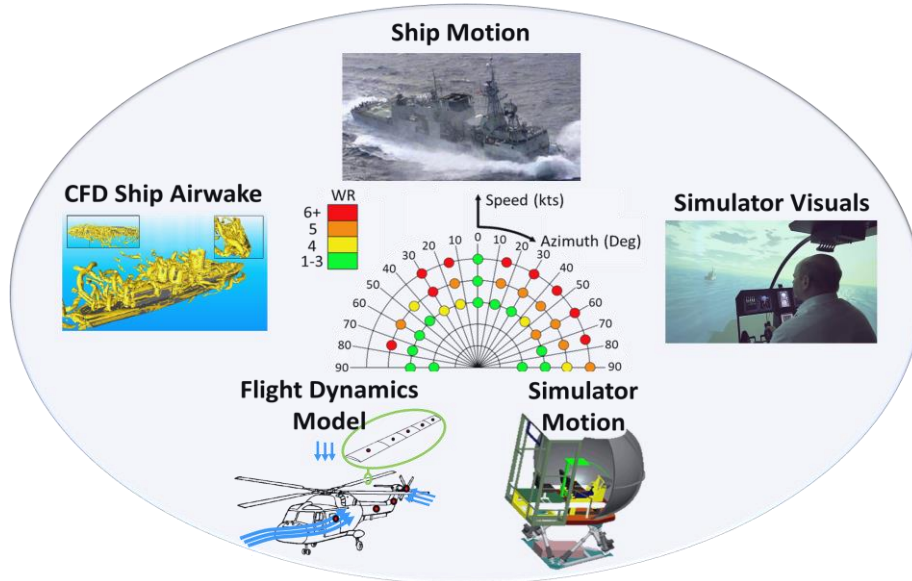 Ship Motion
CFD Ship Airwake
Simulator Visuals
WR
6+
5
4
1-3
Speed (kts)
Azimuth (Deg)
0
10 10
20 20
30 30
40 40
50 50
60 60
70 70
80 80
90 90
Flight Dynamics
Model
Simulator
Motion